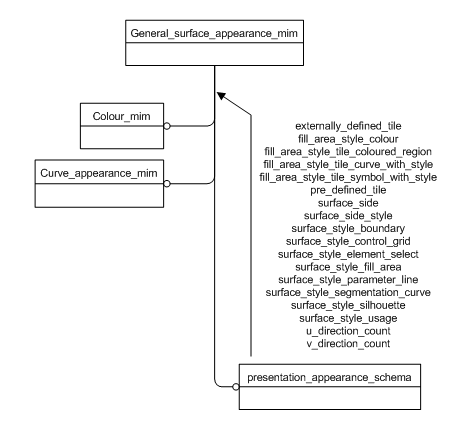 General_surface_appearance_mim
Colour_mim
Curve_appearance_mim
externally_defined_tile
fill_area_style_colour
fill_area_style_tile_coloured_region
fill_area_style_tile_curve_with_style
fill_area_style_tile_symbol_with_style
pre_defined_tile
surface_side
surface_side_style
surface_style_boundary
surface_style_control_grid
surface_style_element_select
surface_style_fill_area
surface_style_parameter_line
surface_style_segmentation_curve
surface_style_silhouette
surface_style_usage
u_direction_count
v_direction_count
presentation_appearance_schema